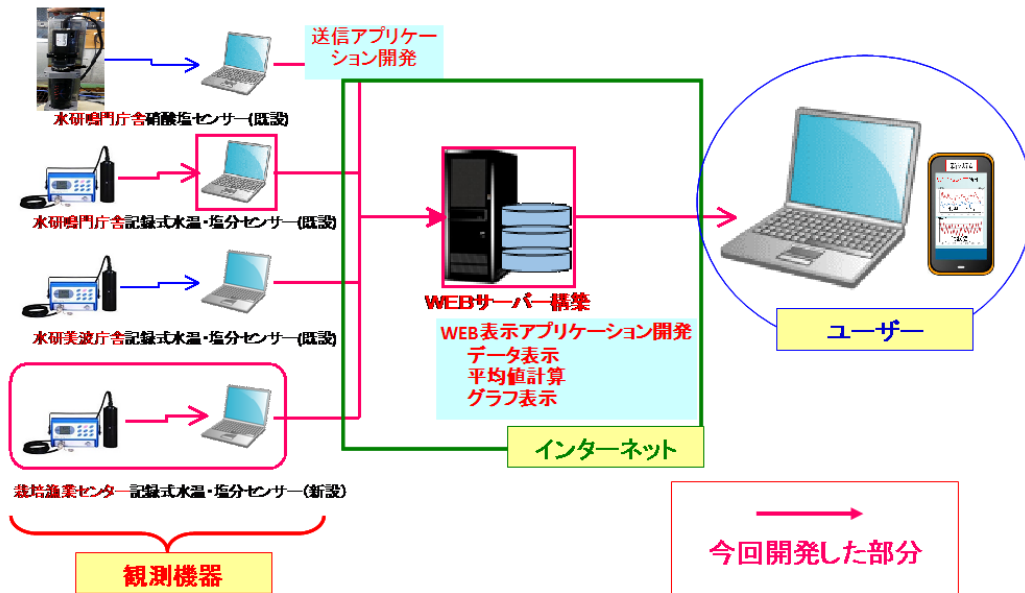 送信アプリケー
ション開発
水研鳴門庁舎硝酸塩センサー(既設)
水研鳴門庁舎記録式水温・塩分センサー(既設)
水研美波庁舎記録式水温・塩分センサー(既設)
栽培漁業センター記録式水温・塩分センサー(新設)
観測機器
WEBサーバー構築
WEB表示アプリケーション開発
データ表示
平均値計算
グラフ表示
インターネット
ユーザー
今回開発した部分